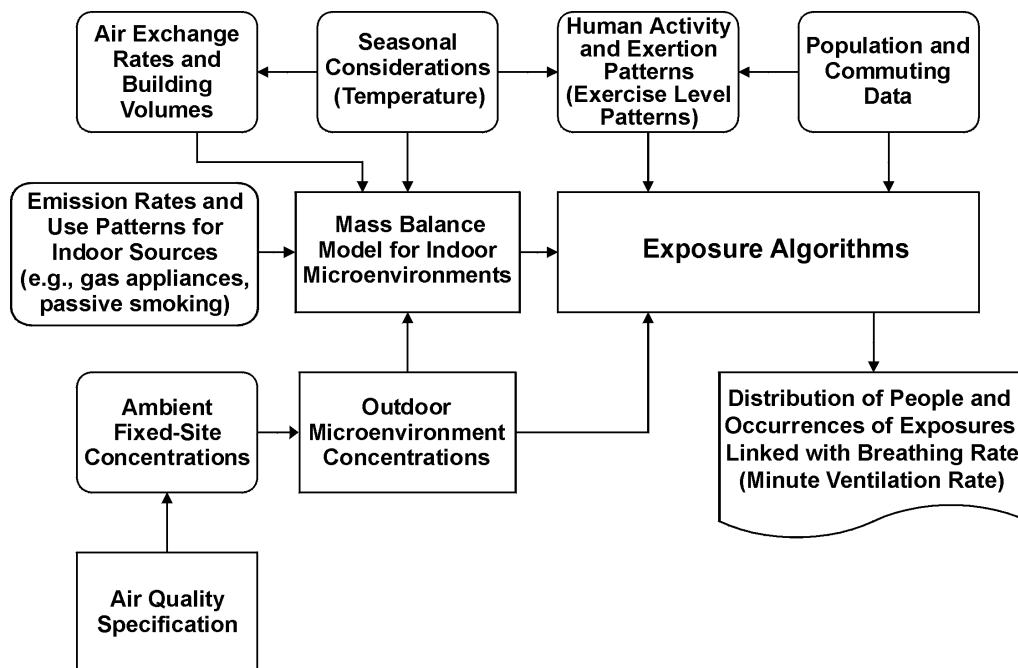 Air Exchange
Rates and
Building
Volumes
Seasonal
Considerations
(Temperature)
Human Activity
and Exertion
Patterns
(Exercise Level
Patterns)
Population and
Commuting
Data
Emission Rates and
Use Patterns for
Indoor Sources
(e.g., gas appliances,
passive smoking)
Mass Balance
Model for Indoor
Microenvironments
Exposure Algorithms
Ambient
Fixed-Site
Concentrations
Outdoor
Microenvironment
Concentrations
Distribution of People and
Occurrences of Exposures
Linked with Breathing Rate
(Minute Ventilation Rate)
Air Quality
Specification